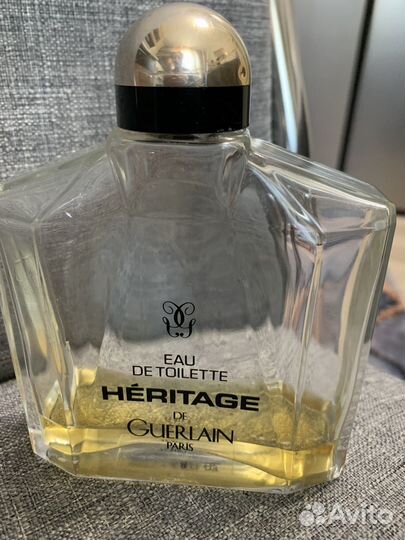 EAU
DE TOILETTE
HÉRITAGE
DE
GUERLAIN
PARIS
Avito